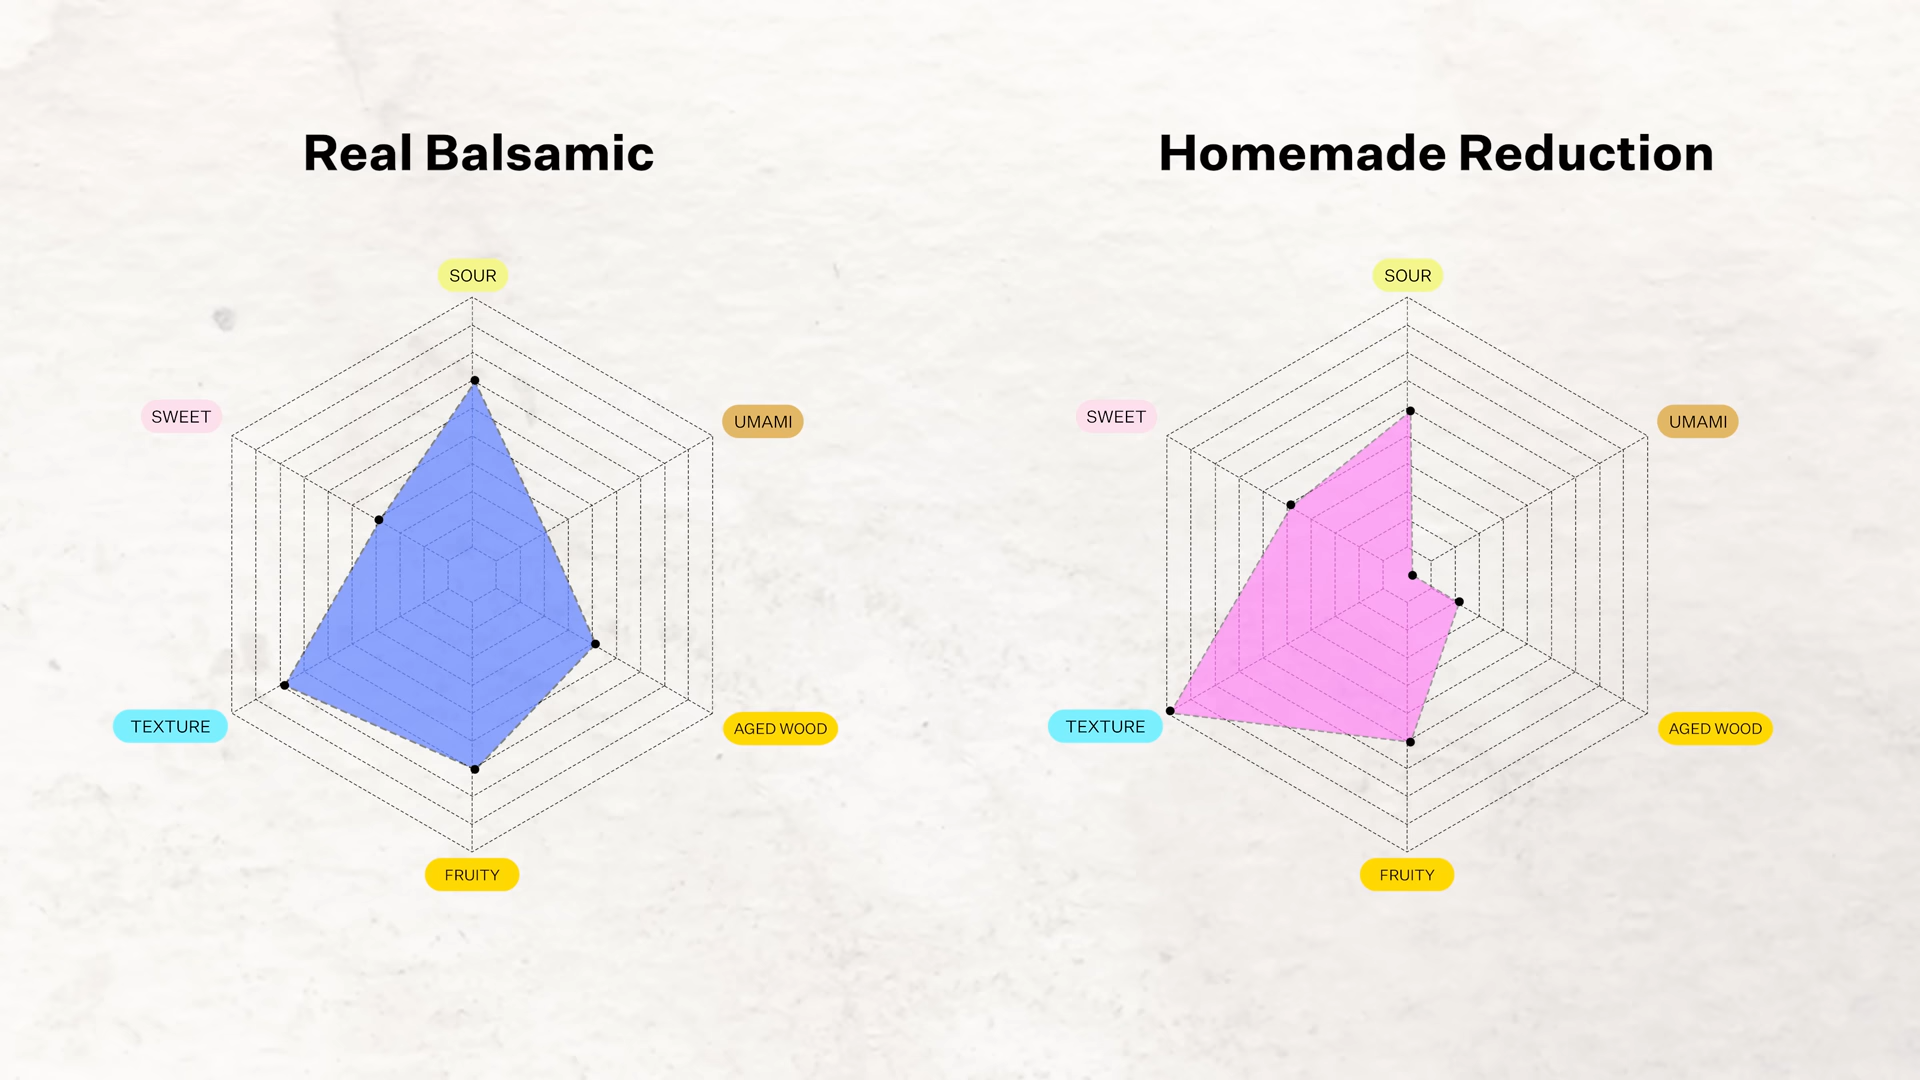 Real Balsamic
SOUR
SWEET
UMAMI
TEXTURE
AGED WOOD
FRUITY
Homemade Reduction
SOUR
SWEET
UMAMI
TEXTURE
AGED WOOD
FRUITY